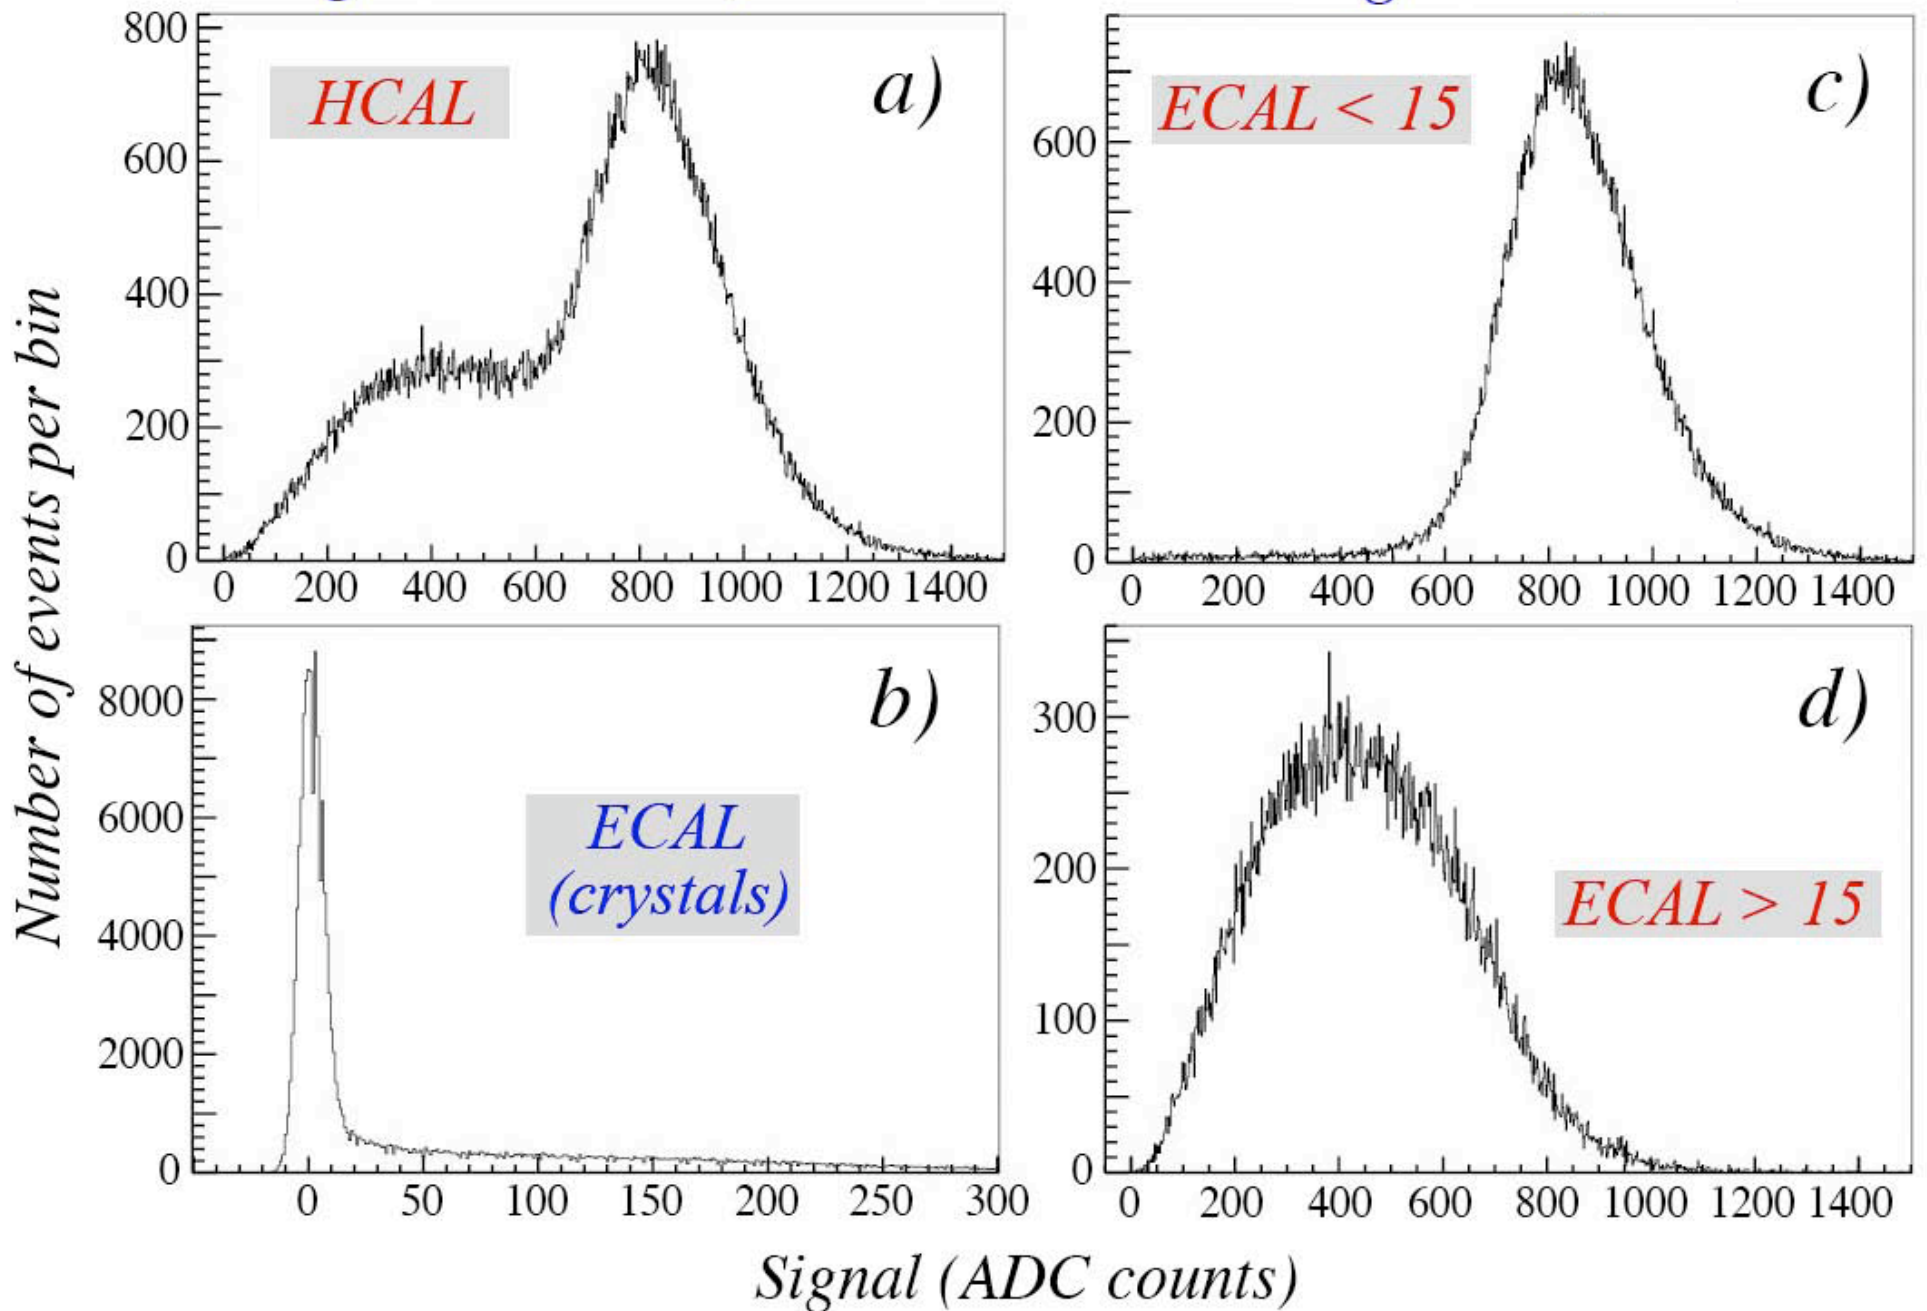 800
600
400
200
0
HCAL
a)
0 200 400 600 800 1000 1200 1400
600
400
200
0
ECAL < 15
c)
0 200 400 600 800 1000 1200 1400
8000
6000
4000
2000
0
ECAL
(crystals)
b)
0 50 100 150 200 250 300
300
200
100
0
d)
ECAL > 15
0 200 400 600 800 1000 1200 1400
Number of events per bin
Signal (ADC counts)